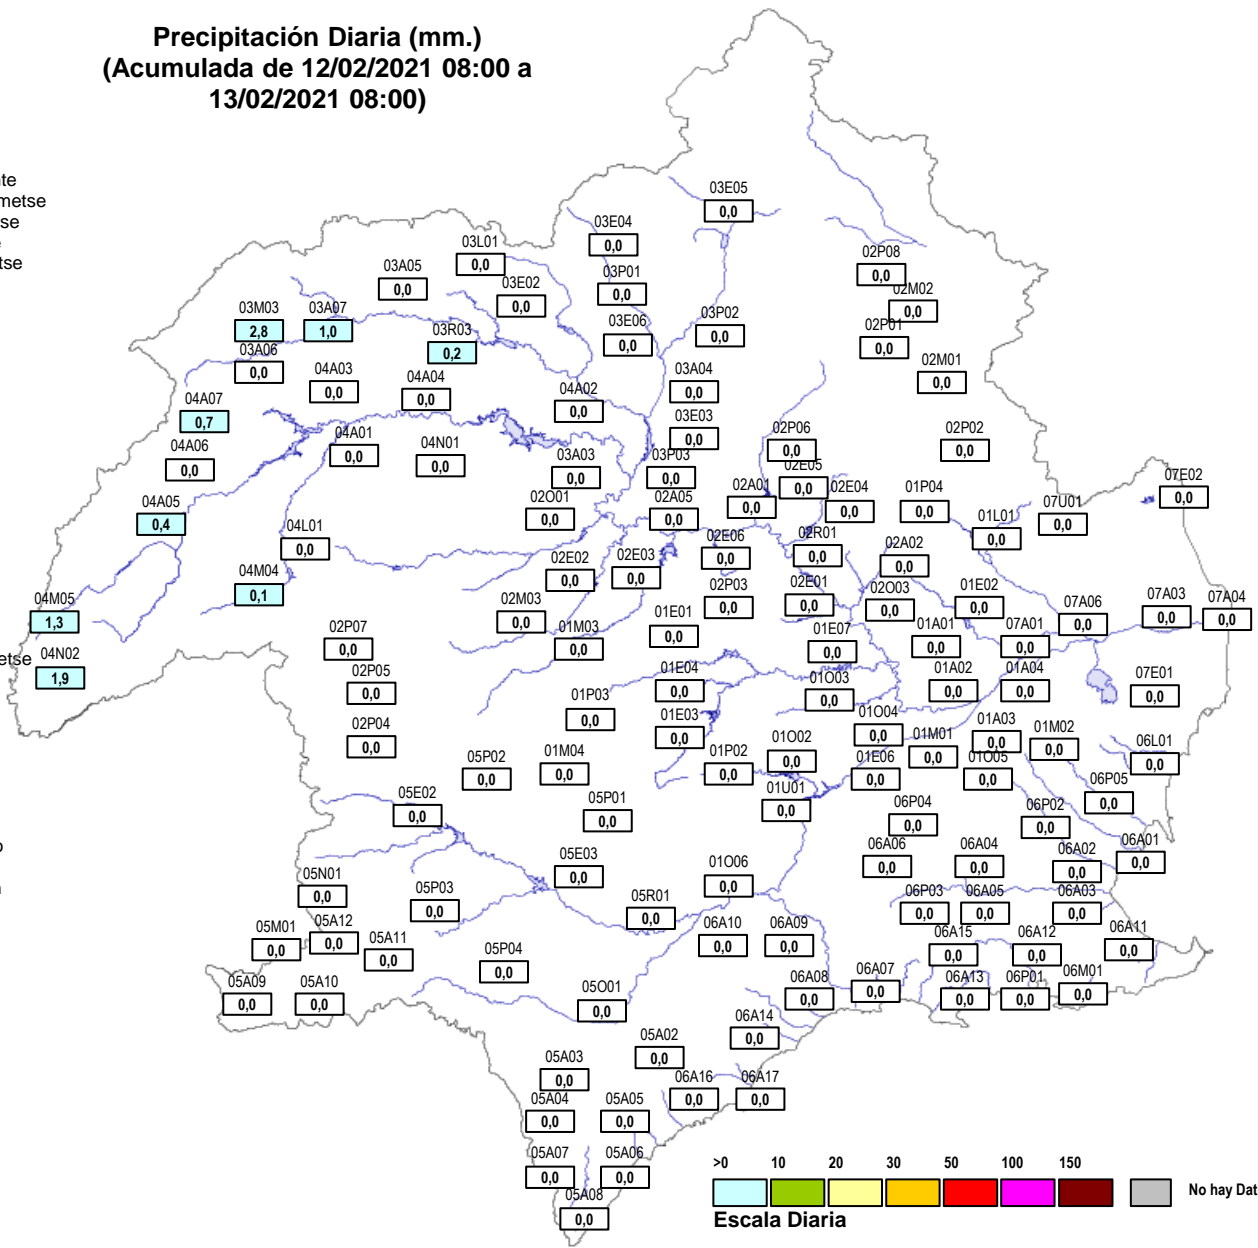 Precipitación Diaria (mm.)
(Acumulada de 12/02/2021 08:00 a
13/02/2021 08:00)
te
metse
se
tse
03E05
0,0
03E04
0,0
03L01
0,0
02P08
0,0
03A05
0,0
03P01
0,0
03E02
0,0
02M02
0,0
03M03
2,8
03A07
1,0
03P02
0,0
03E06
0,0
02P01
0,0
03R03
0,2
03A06
0,0
02M01
0,0
04A03
0,0
04A04
0,0
03A04
0,0
04A02
0,0
04A07
0,7
03E03
0,0
02P06
0,0
02P02
0,0
04A01
0,0
04N01
0,0
04A06
0,0
03A03
0,0
03P03
0,0
02E05
0,0
07E02
0,0
02A01
0,0
02E04
0,0
01P04
0,0
04A05
0,4
02O01
0,0
02A05
0,0
07U01
0,0
01L01
0,0
04L01
0,0
02E06
0,0
02R01
0,0
02A02
0,0
02E02
0,0
02E03
0,0
04M04
0,1
02P03
0,0
02E01
0,0
02O03
0,0
01E02
0,0
04M05
1,3
02M03
0,0
07A06
0,0
07A03
0,0
07A04
0,0
01E01
0,0
01M03
0,0
01E07
0,0
01A01
0,0
07A01
0,0
02P07
0,0
etse
04N02
1,9
02P05
0,0
01E04
0,0
01O03
0,0
01A02
0,0
01A04
0,0
07E01
0,0
01P03
0,0
01E03
0,0
01O04
0,0
01A03
0,0
01M02
0,0
02P04
0,0
01O02
0,0
01M01
0,0
06L01
0,0
05P02
0,0
01M04
0,0
01P02
0,0
01E06
0,0
01O05
0,0
05E02
0,0
05P01
0,0
01U01
0,0
06P04
0,0
06P02
0,0
06P05
0,0
o
05E03
0,0
01O06
0,0
06A06
0,0
06A04
0,0
06A02
0,0
06A01
0,0
05N01
0,0
05P03
0,0
05R01
0,0
06P03
0,0
06A05
0,0
06A03
0,0
05M01
0,0
05A12
0,0
05A11
0,0
06A10
0,0
06A09
0,0
06A15
0,0
06A12
0,0
06A11
0,0
05P04
0,0
05A09
0,0
05A10
0,0
05O01
0,0
06A08
0,0
06A07
0,0
06A13
0,0
06P01
0,0
06M01
0,0
06A14
0,0
05A02
0,0
05A03
0,0
06A16
0,0
06A17
0,0
05A04
0,0
05A05
0,0
05A07
0,0
05A06
0,0
05A08
0,0
>0 10 20 30 50 100 150
No hay Dat
Escala Diaria